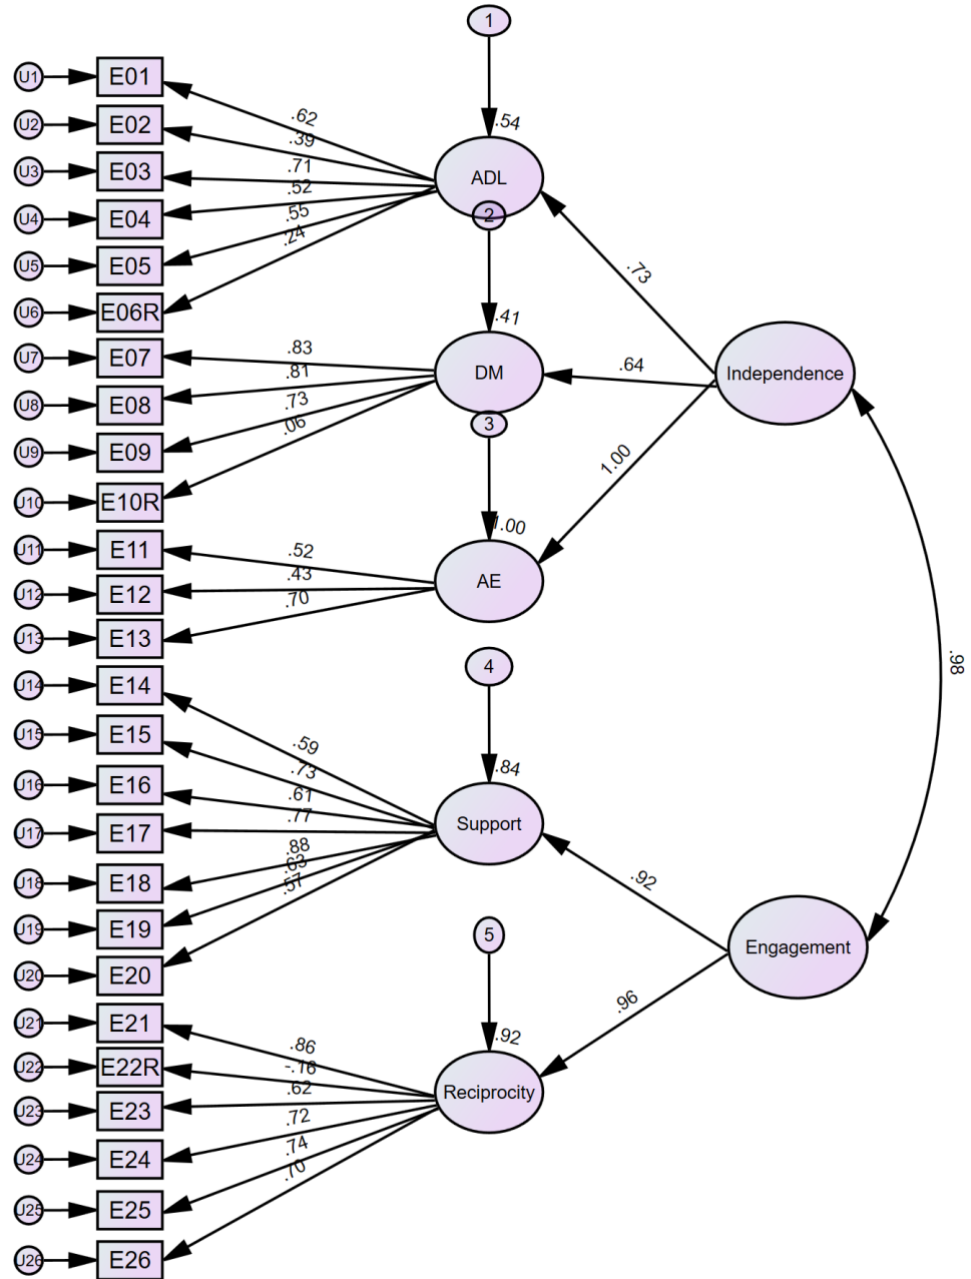 1
.54
U1
E01
U2
E02
U3
E03
U4
E04
U5
E05
U6
E06R
.62
.39
.71
.52
.55
.24
ADL
2
.41
U7
E07
U8
E08
U9
E09
U10
E10R
.83
.81
.73
.06
DM
3
1.00
U11
E11
U12
E12
U13
E13
.52
.43
.70
AE
.73
.64
1.00
Independence
.98
4
.84
U14
E14
U15
E15
U16
E16
U17
E17
U18
E18
U19
E19
U20
E20
.59
.73
.61
.77
.88
.63
.57
Support
.92
Engagement
.96
5
.92
U21
E21
U22
E22R
U23
E23
U24
E24
U25
E25
U26
E26
.86
-.16
.62
.72
.74
.70
Reciprocity